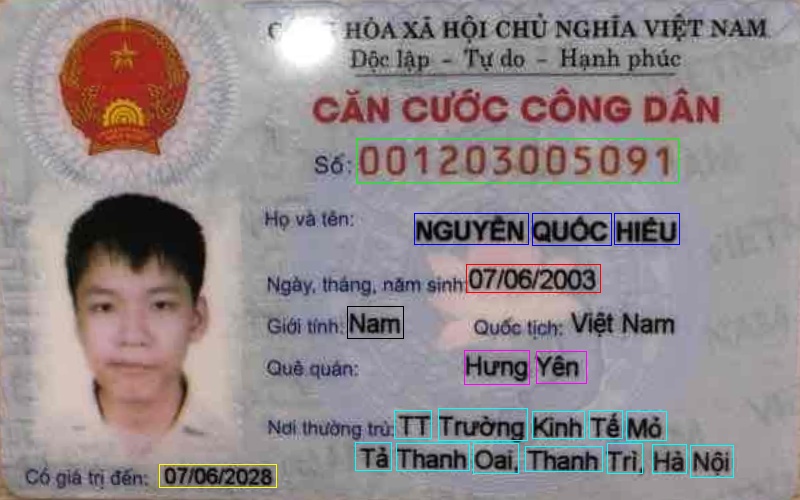 HÒA XÃ HỘI CHỦ NGHĨA VIỆT NAM
Độc lập - Tự do - Hạnh phúc
CĂN CƯỚC CÔNG DÂN
Số: 001203005091
Họ và tên: NGUYỄN QUỐC HIẾU
Ngày, tháng, năm sinh: 07/06/2003
Giới tính: Nam Quốc tịch: Việt Nam
Quê quán: Hưng Yên
Nơi thường trú: TT Trường Kinh Tế Mỏ
Tả Thanh Oai, Thanh Trì, Hà Nội
Có giá trị đến: 07/06/2028